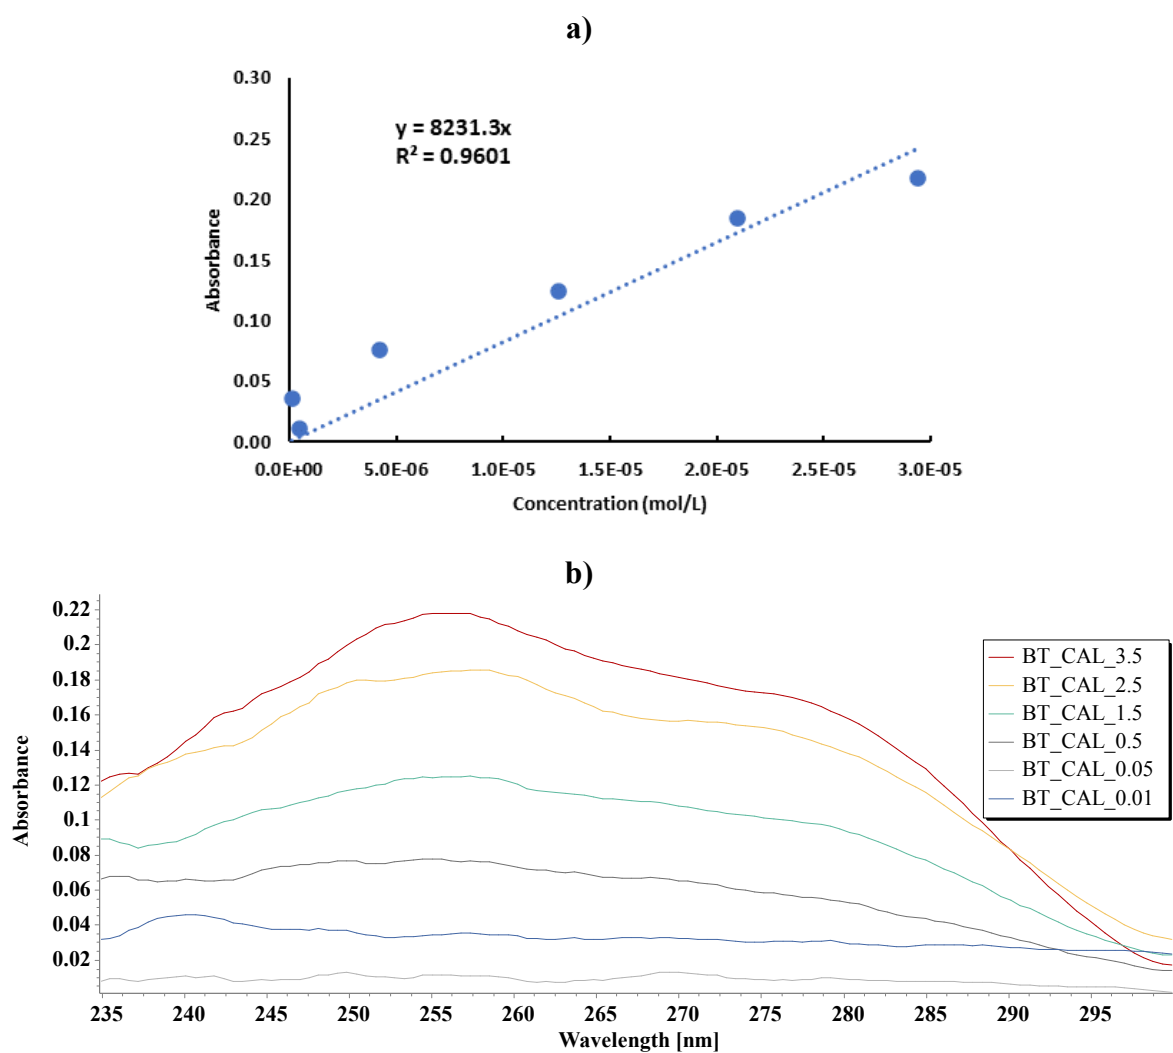 a)
0.30
0.25
0.20
0.15
0.10
0.05
0.00
Absorbance
y = 8231.3x
R² = 0.9601
0.0E+00 5.0E-06 1.0E-05 1.5E-05 2.0E-05 2.5E-05 3.0E-05
Concentration (mol/L)
b)
0.22
0.2
0.18
0.16
0.14
0.12
0.1
0.08
0.06
0.04
0.02
Absorbance
BT_CAL_3.5
BT_CAL_2.5
BT_CAL_1.5
BT_CAL_0.5
BT_CAL_0.05
BT_CAL_0.01
235 240 245 250 255 260 265 270 275 280 285 290 295
Wavelength [nm]